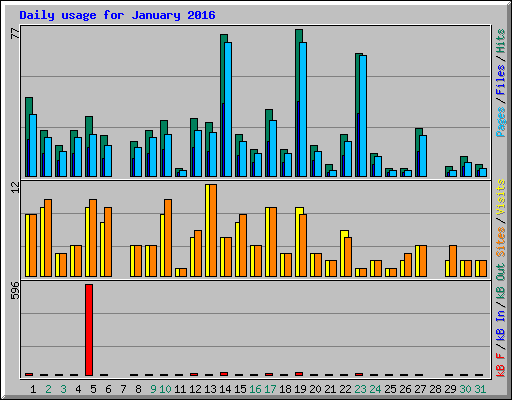 Daily usage for January 2016
77
Pages / Files / Hits
12
Sites / Visits
596
kB F / kB In / kB Out
1 2 3 4 5 6 7 8 9 10 11 12 13 14 15 16 17 18 19 20 21 22 23 24 25 26 27 28 29 30 31